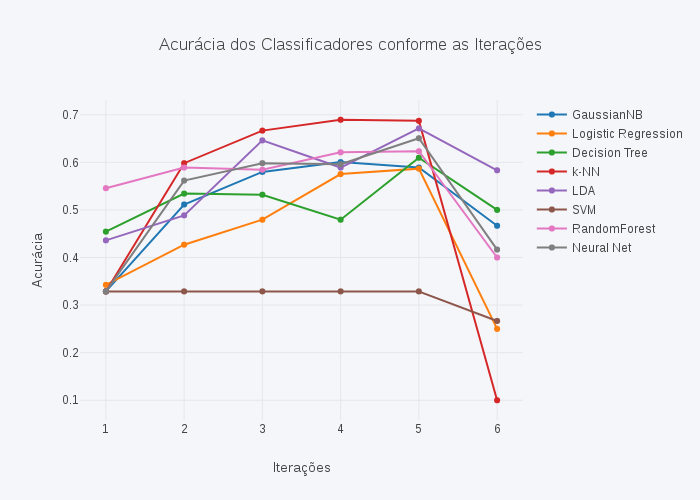 Acurácia dos Classificadores conforme as Iterações
0.7
0.6
0.5
0.4
0.3
0.2
0.1
Acurácia
1 2 3 4 5 6
Iterações
GaussianNB
Logistic Regression
Decision Tree
k-NN
LDA
SVM
RandomForest
Neural Net